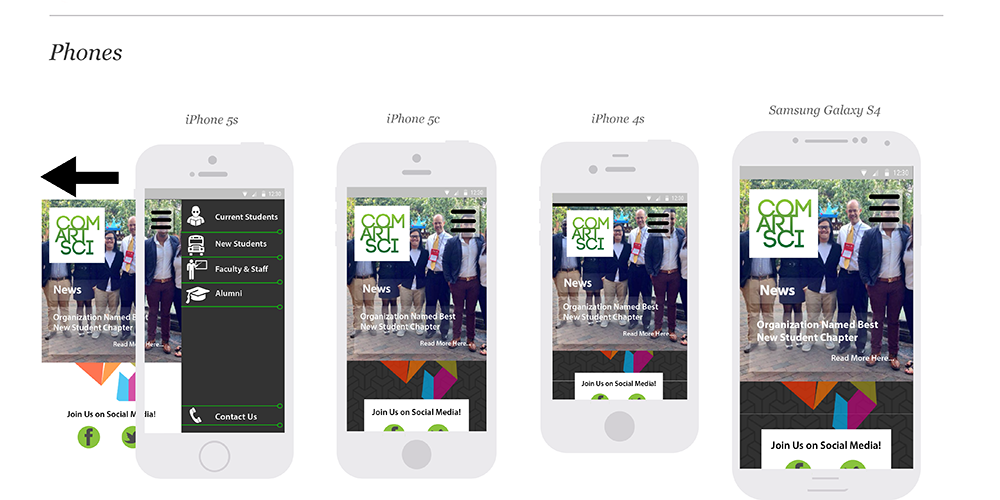 Phones
iPhone 5s
COM
ART
SCI
News
Organization Named Best
New Student Chapter
Read More Here...
Join Us on Social Media!
Current Students
New Students
Faculty & Staff
Alumni
Contact Us
iPhone 5c
12:30
COM
ART
SCI
News
Organization Named Best
New Student Chapter
Read More Here...
Join Us on Social Media!
iPhone 4s
12:30
COM
ART
SCI
News
Organization Named Best
New Student Chapter
Read More Here...
Join Us on Social Media!
Samsung Galaxy S4
12:30
COM
ART
SCI
News
Organization Named Best
New Student Chapter
Read More Here...
Join Us on Social Media!